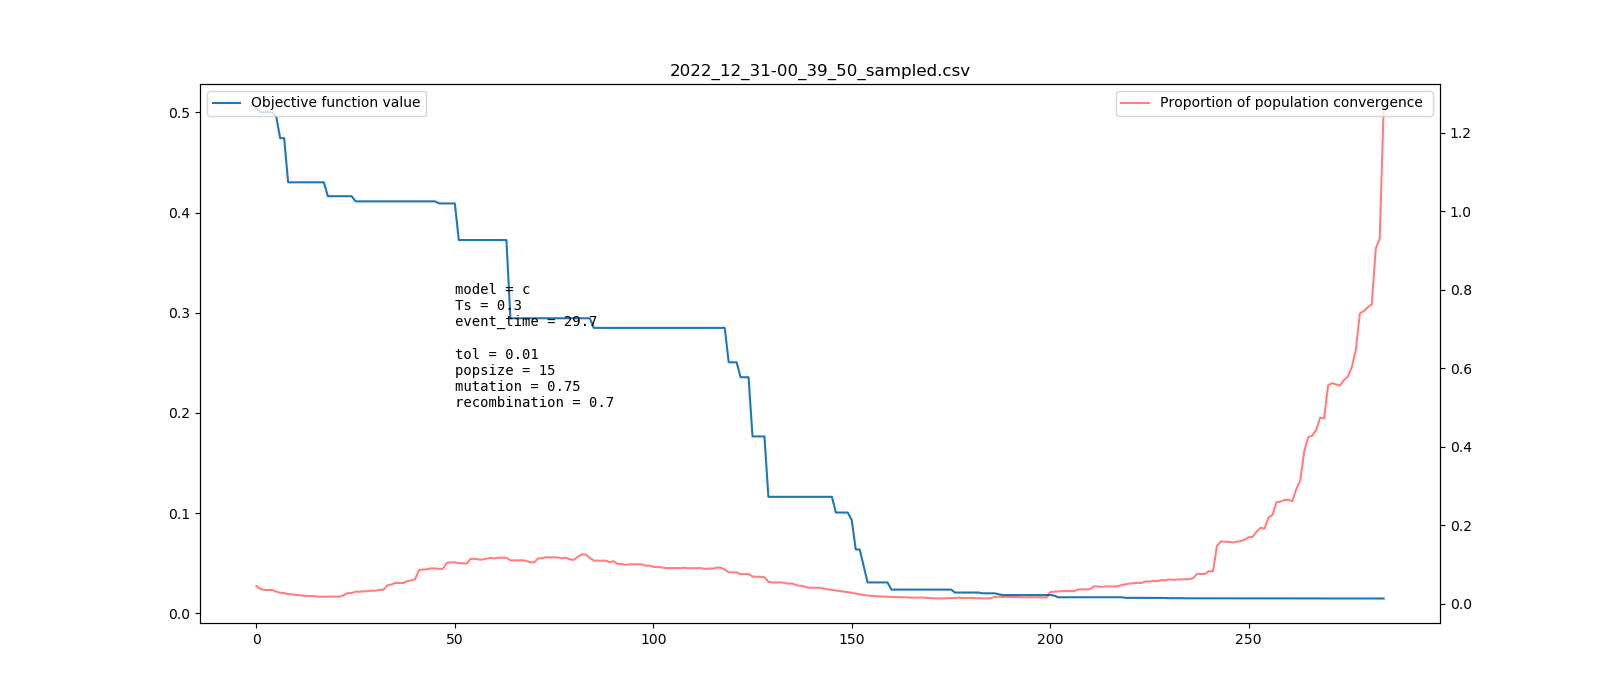 2022_12_31-00_39_50_sampled.csv
Objective function value
Proportion of population convergence
0.5
0.4
0.3
0.2
0.1
0.0
1.2
1.0
0.8
0.6
0.4
0.2
0.0
model = c
Ts = 0.3
event_time = 29.7
tol = 0.01
popsize = 15
mutation = 0.75
recombination = 0.7
0 50 100 150 200 250